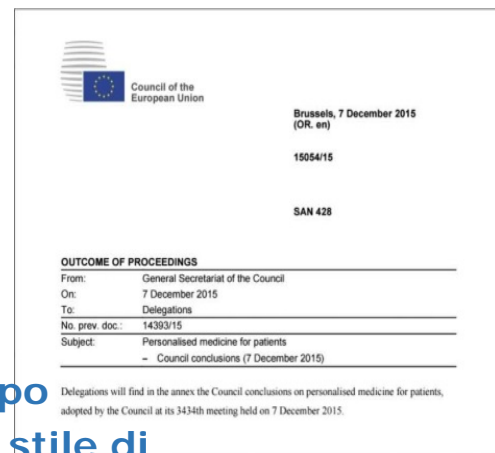 Council of the
European Union
Brussels, 7 December 2015
(OR. en)
15054/15
SAN 428
OUTCOME OF PROCEEDINGS
From: General Secretariat of the Council
On: 7 December 2015
To: Delegations
No. prev. doc.: 14393/15
Subject: Personalised medicine for patients
– Council conclusions (7 December 2015)
Delegations will find in the annex the Council conclusions on personalised medicine for patients,
adopted by the Council at its 3434th meeting held on 7 December 2015.
po
stile di